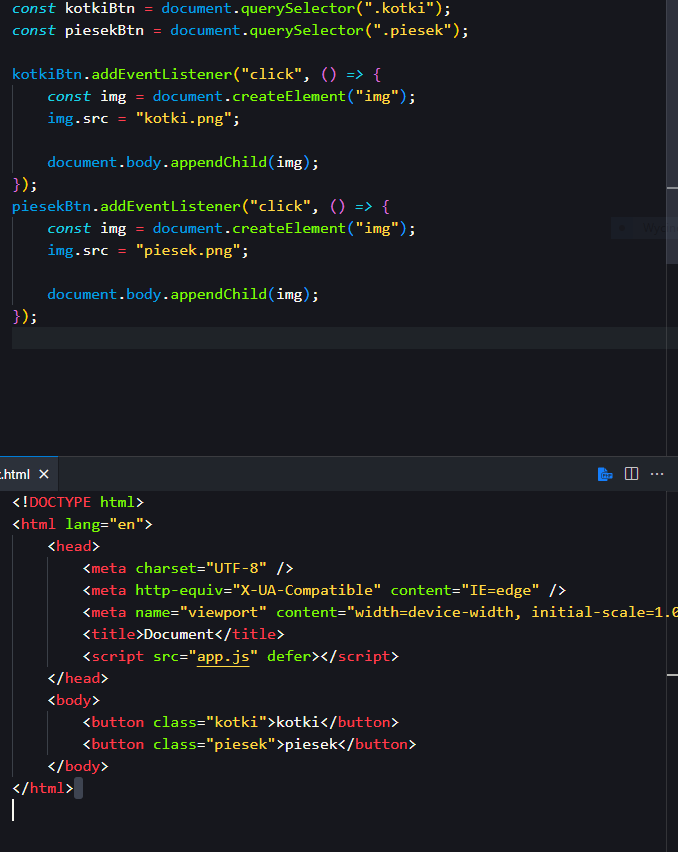 const kotkiBtn = document.querySelector(".kotki");
const piesekBtn = document.querySelector(".piesek");
kotkiBtn.addEventListener("click", () => {
const img = document.createElement("img");
img.src = "kotki.png";
document.body.appendChild(img);
});
piesekBtn.addEventListener("click", () => {
const img = document.createElement("img");
img.src = "piesek.png";
document.body.appendChild(img);
});
.html
<!DOCTYPE html>
<html lang="en">
<head>
<meta charset="UTF-8" />
<meta http-equiv="X-UA-Compatible" content="IE=edge" />
<meta name="viewport" content="width=device-width, initial-scale=1.0
<title>Document</title>
<script src="app.js" defer></script>
</head>
<body>
<button class="kotki">kotki</button>
<button class="piesek">piesek</button>
</body>
</html>